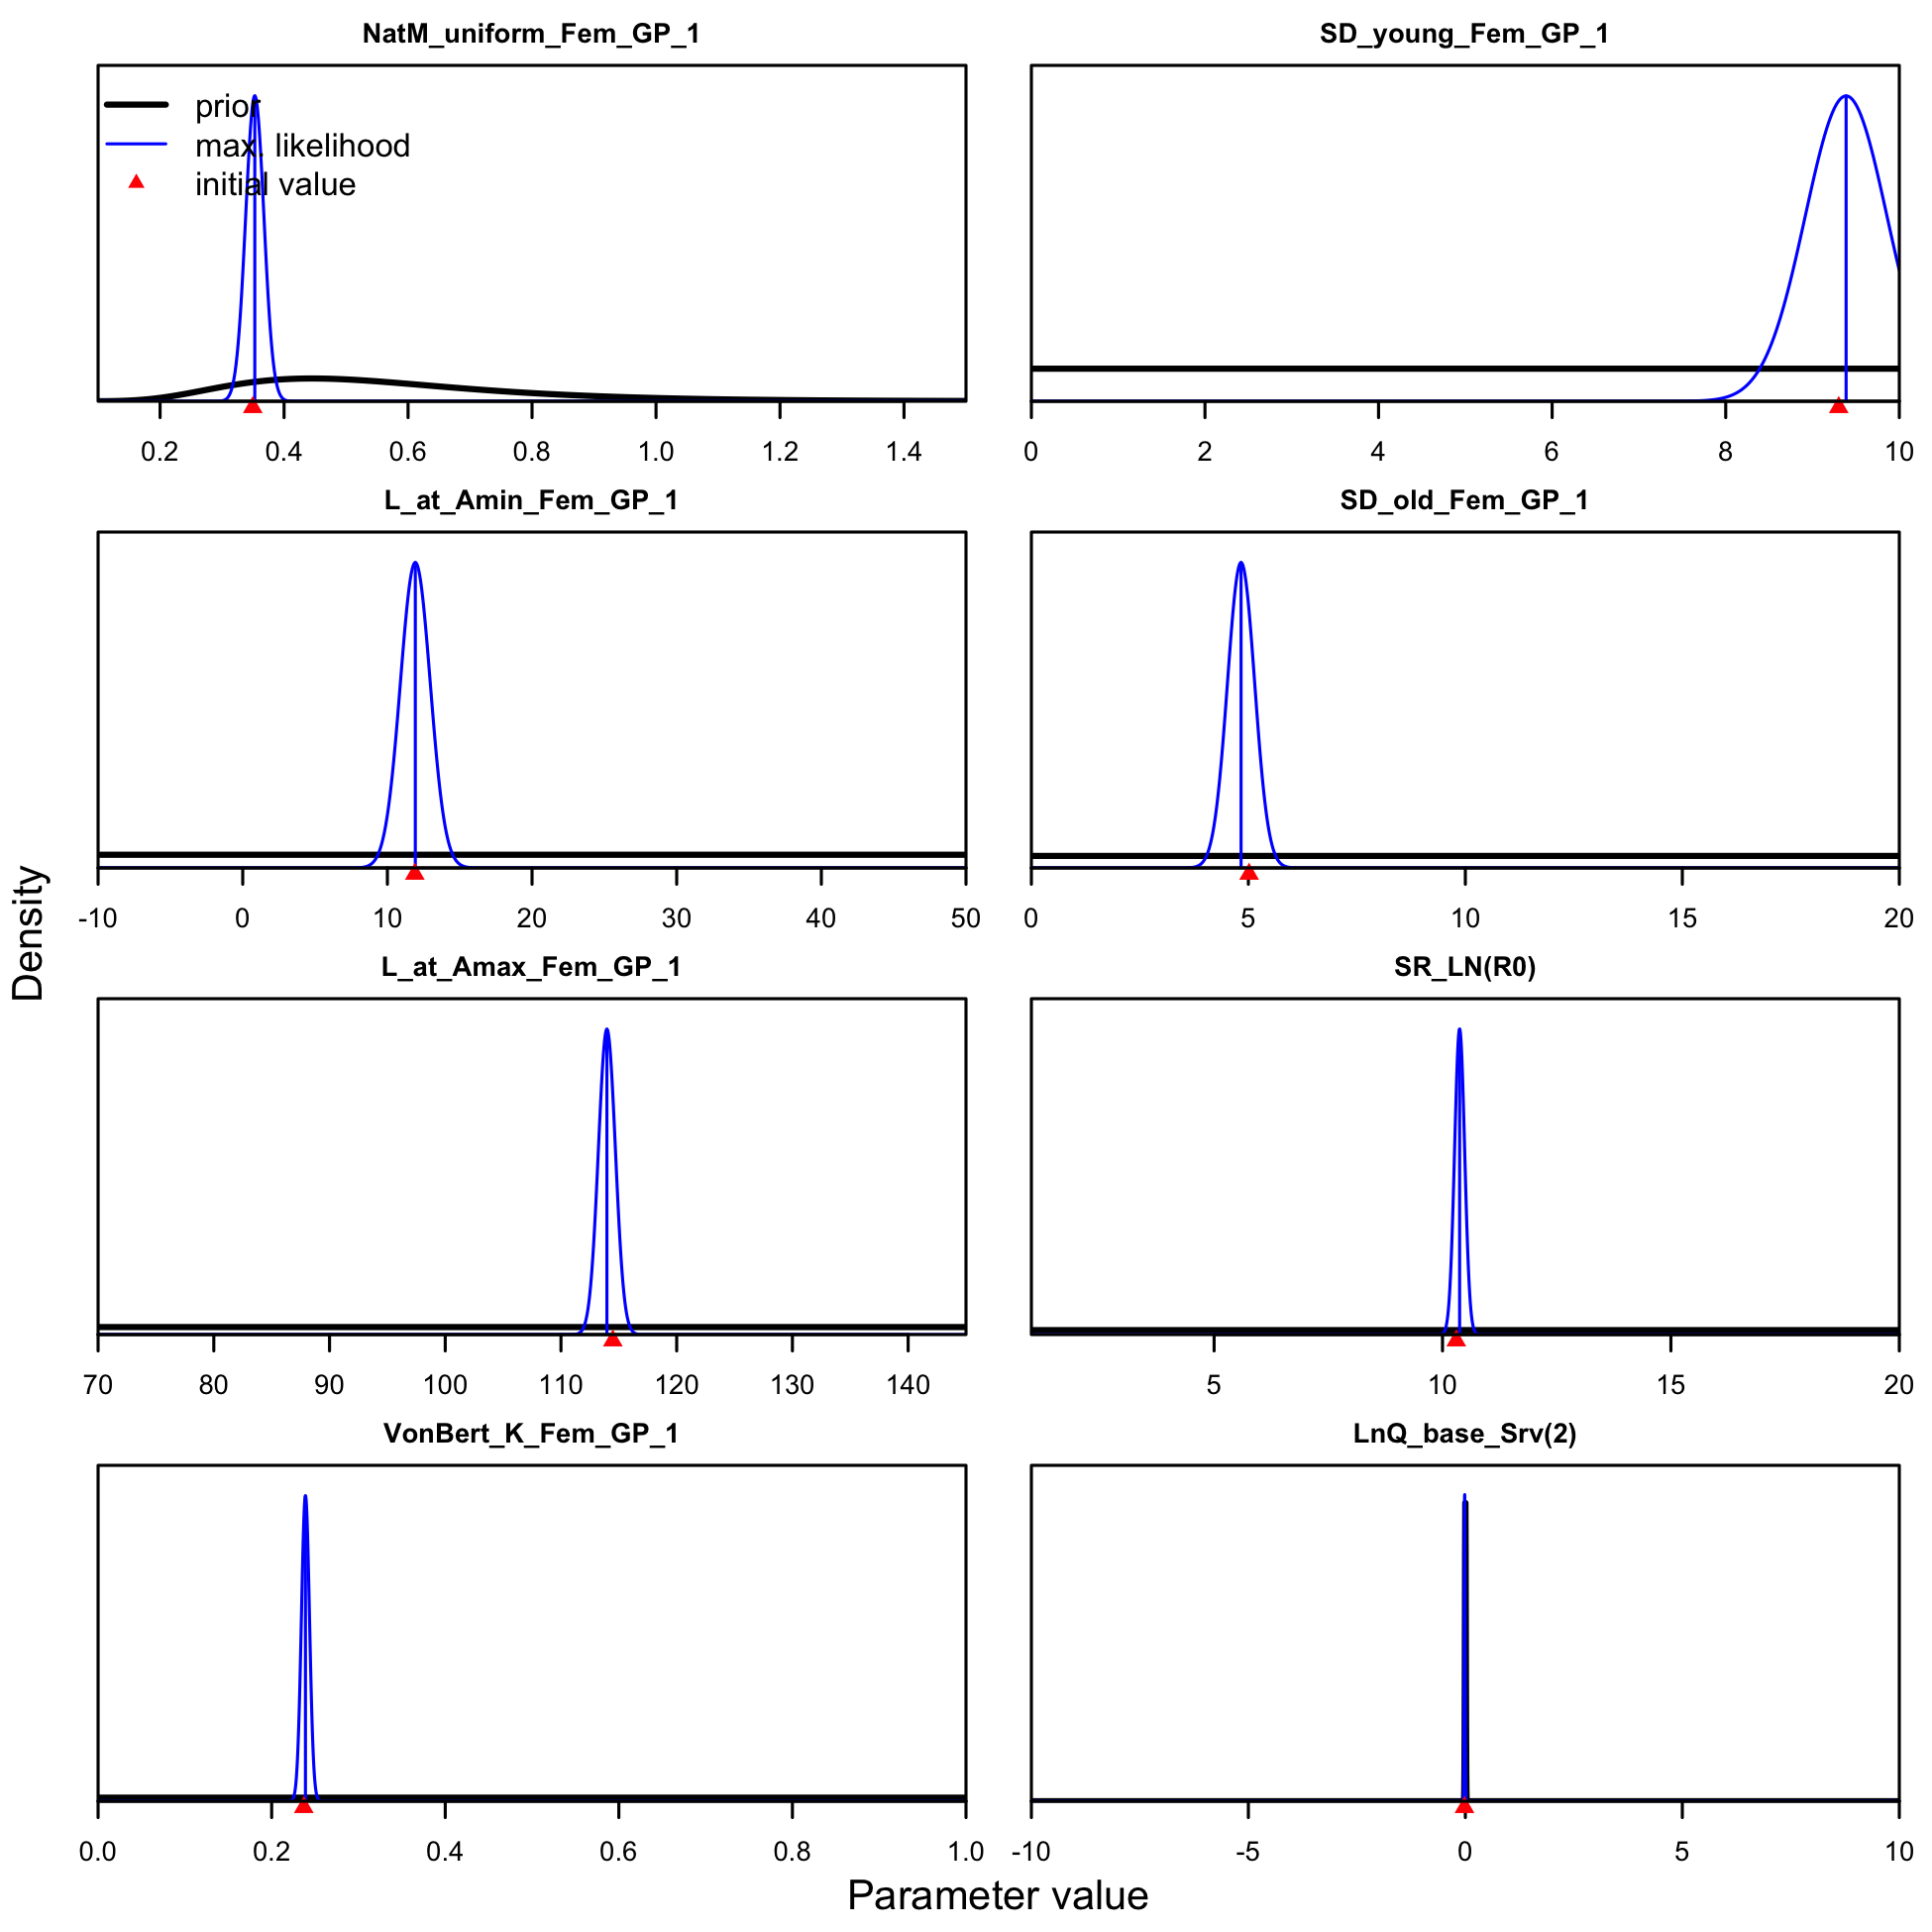 NatM_uniform_Fem_GP_1
prior
max. likelihood
initial value
0.2 0.4 0.6 0.8 1.0 1.2 1.4
SD_young_Fem_GP_1
0 2 4 6 8 10
L_at_Amin_Fem_GP_1
-10 0 10 20 30 40 50
SD_old_Fem_GP_1
0 5 10 15 20
L_at_Amax_Fem_GP_1
70 80 90 100 110 120 130 140
SR_LN(R0)
5 10 15 20
VonBert_K_Fem_GP_1
0.0 0.2 0.4 0.6 0.8 1.0
LnQ_base_Srv(2)
-10 -5 0 5 10
Density
Parameter value